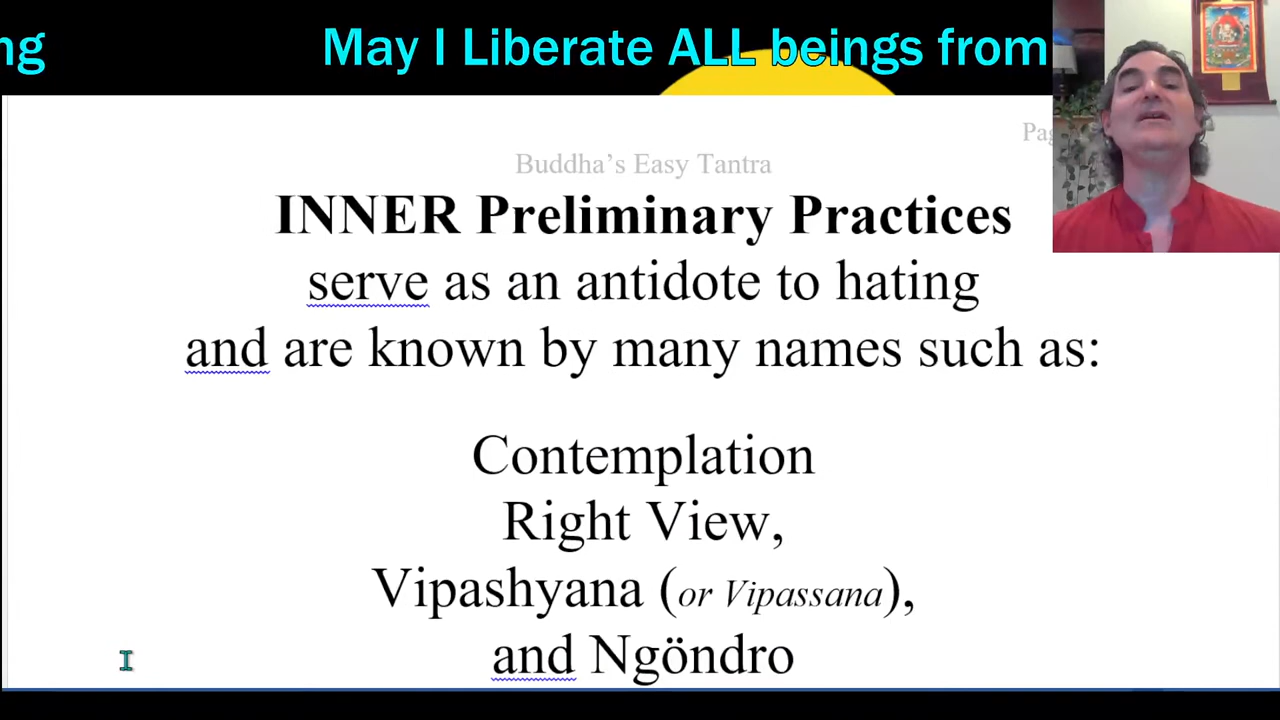 ng May I Liberate ALL beings from
Buddha's Easy Tantra
INNER Preliminary Practices
serve as an antidote to hating
and are known by many names such as:
Contemplation
Right View,
Vipashyana (or Vipassana),
and Ngöndro